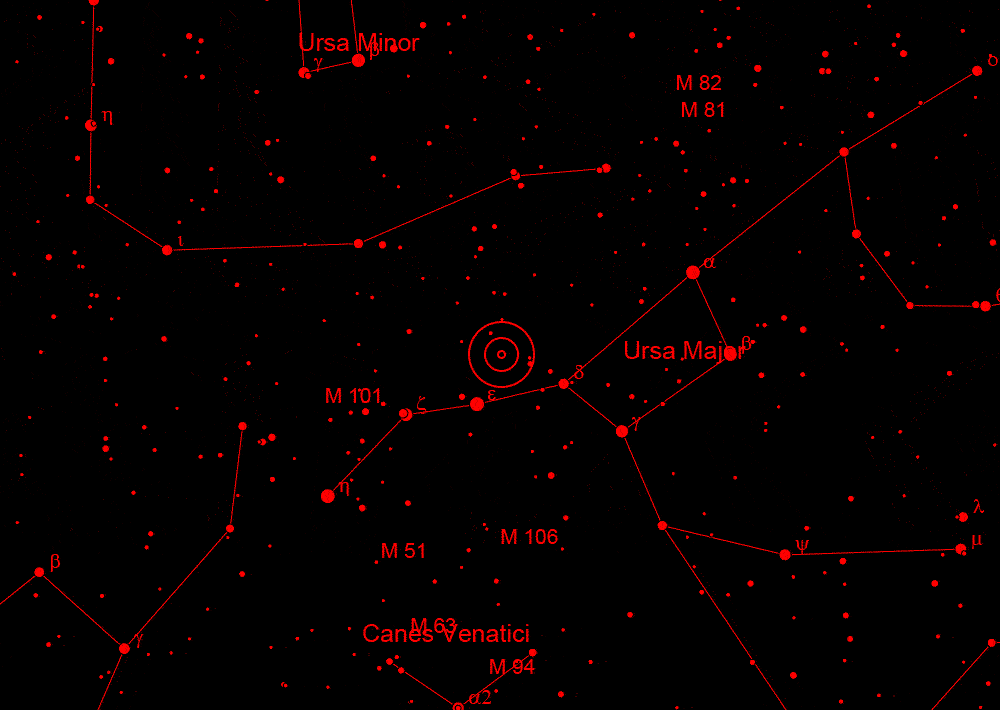 Ursa Minor
γ
β
δ
M 82
M 81
η
ι
α
Ursa Major
β
δ
M 101
ζ
ε
γ
η
λ
M 106
ψ
μ
M 51
β
M 63
Canes Venatici
γ
M 94
α2